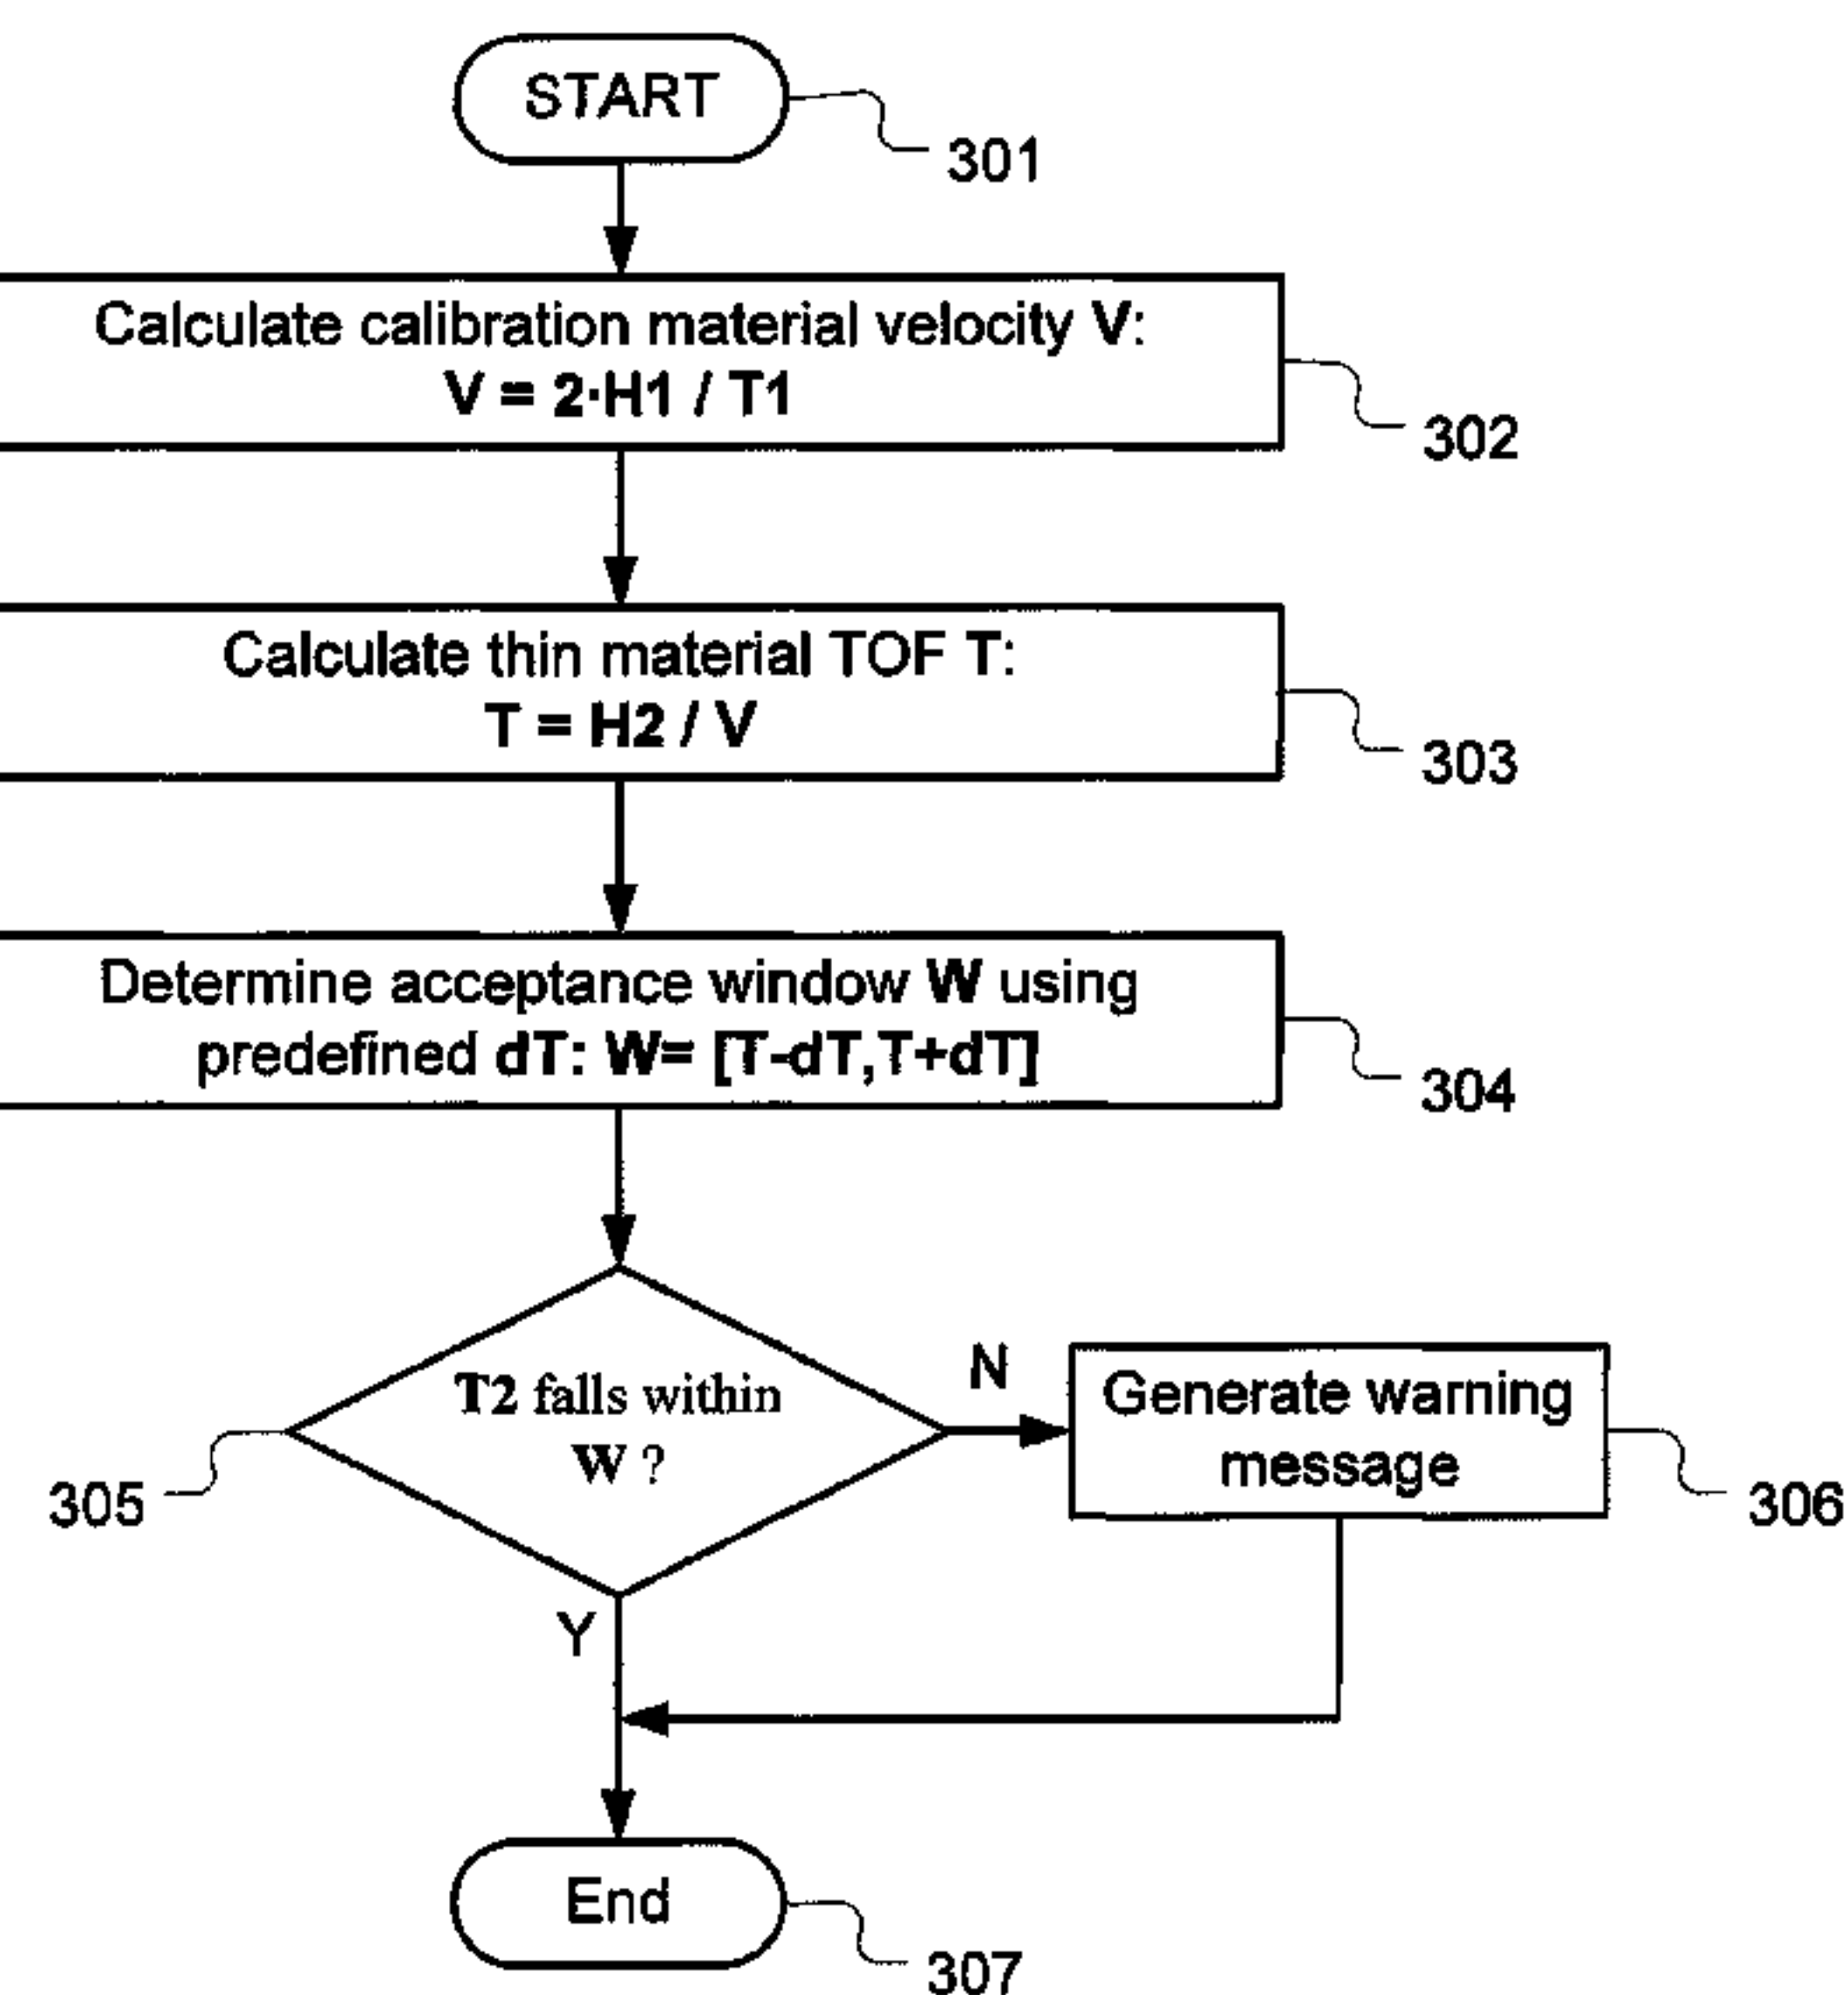 START
301
Calculate calibration material velocity V:
V = 2·H1 / T1
302
Calculate thin material TOF T:
T = H2 / V
303
Determine acceptance window W using
predefined dT: W= [T-dT,T+dT]
304
T2 falls within
W ?
305
N
Generate warning
message
306
Y
End
307